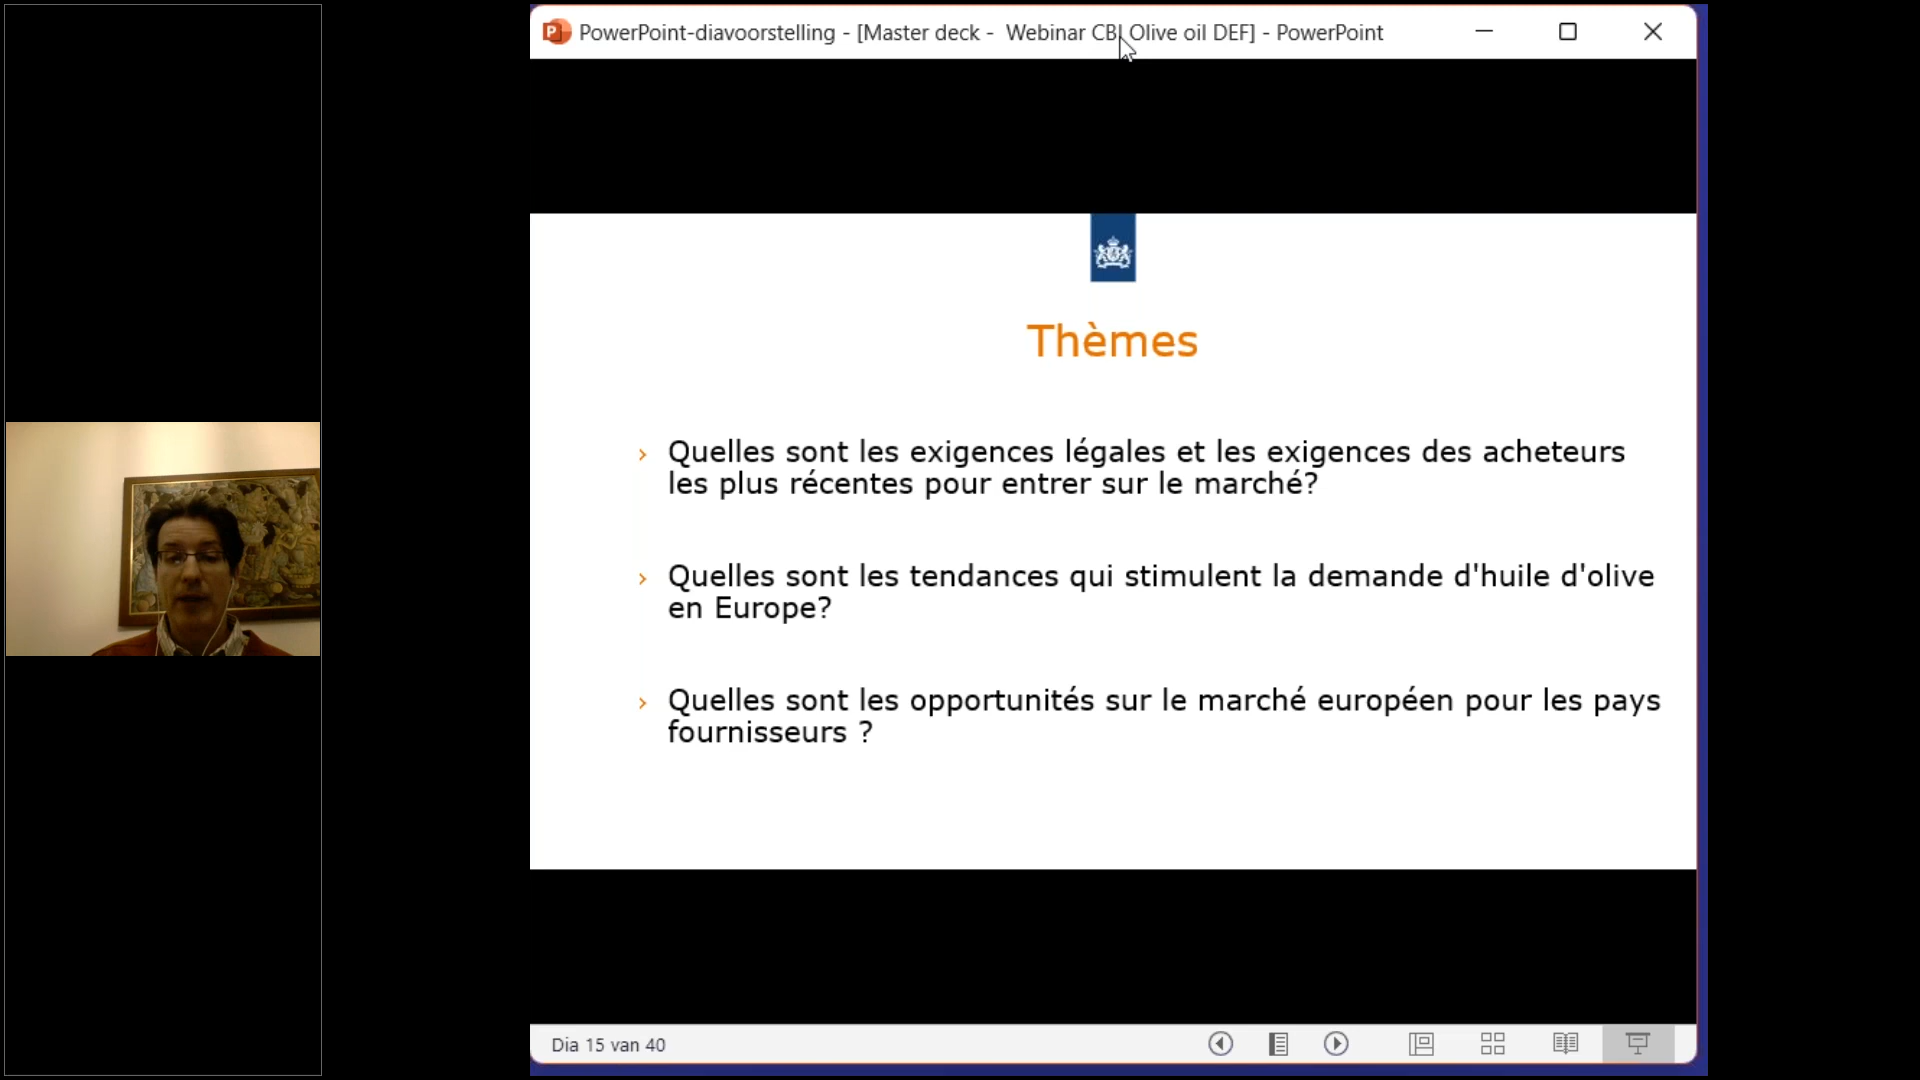 PowerPoint-diavoorstelling - [Master deck - Webinar CBI Olive oil DEF] - PowerPoint
Thèmes
› Quelles sont les exigences légales et les exigences des acheteurs
les plus récentes pour entrer sur le marché?
› Quelles sont les tendances qui stimulent la demande d'huile d'olive
en Europe?
› Quelles sont les opportunités sur le marché européen pour les pays
fournisseurs ?
Dia 15 van 40